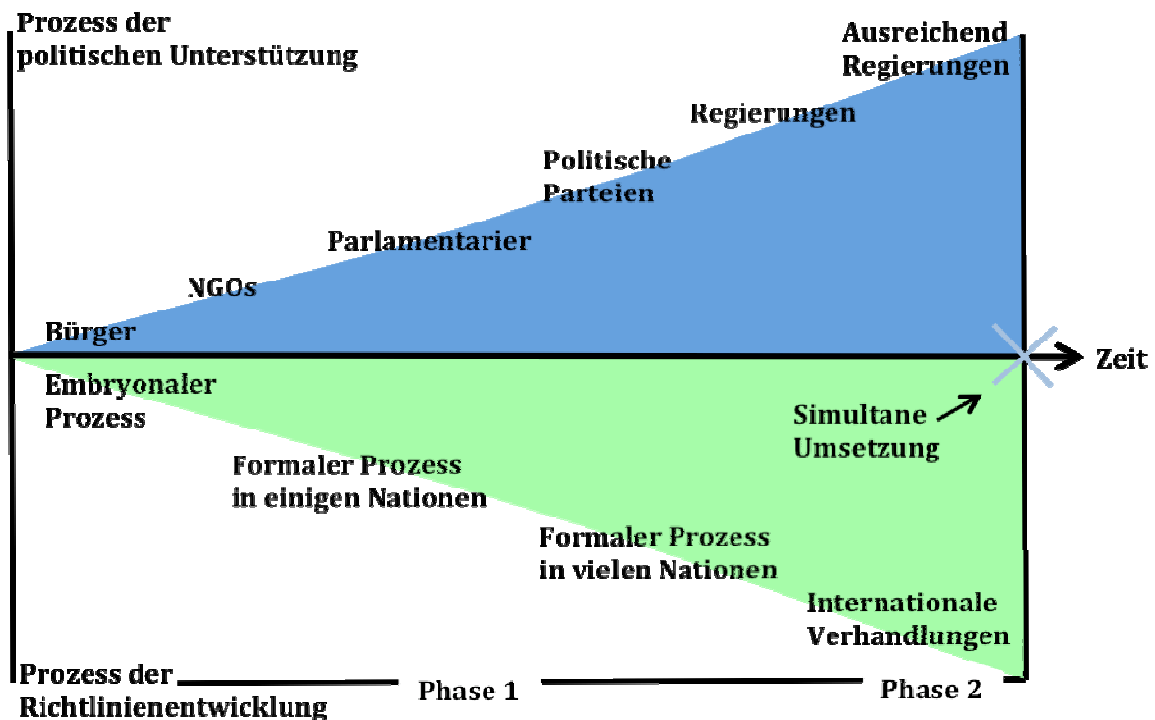 Prozess der
politischen Unterstützung
Ausreichend
Regierungen
Regierungen
Politische
Parteien
Parlamentarier
NGOs
Bürger
Zeit
Embryonaler
Prozess
Simultane
Umsetzung
Formaler Prozess
in einigen Nationen
Formaler Prozess
in vielen Nationen
Internationale
Verhandlungen
Prozess der
Richtlinienentwicklung
Phase 1
Phase 2